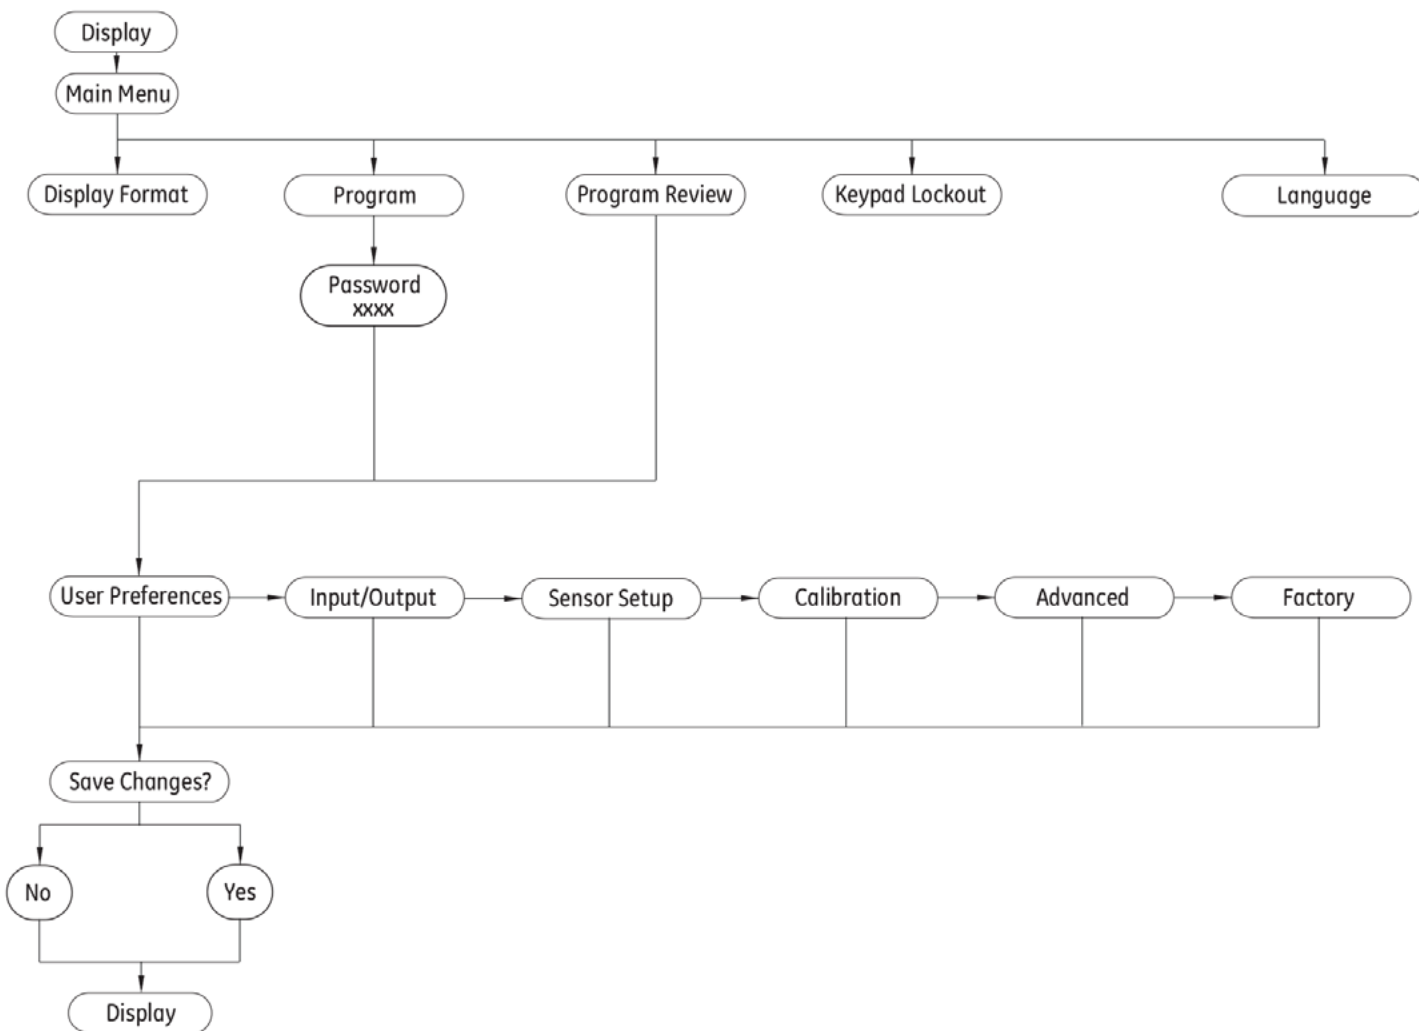 Display
Main Menu
Display Format
Program
Program Review
Keypad Lockout
Language
Password
xxxx
User Preferences
Input/Output
Sensor Setup
Calibration
Advanced
Factory
Save Changes?
No
Yes
Display